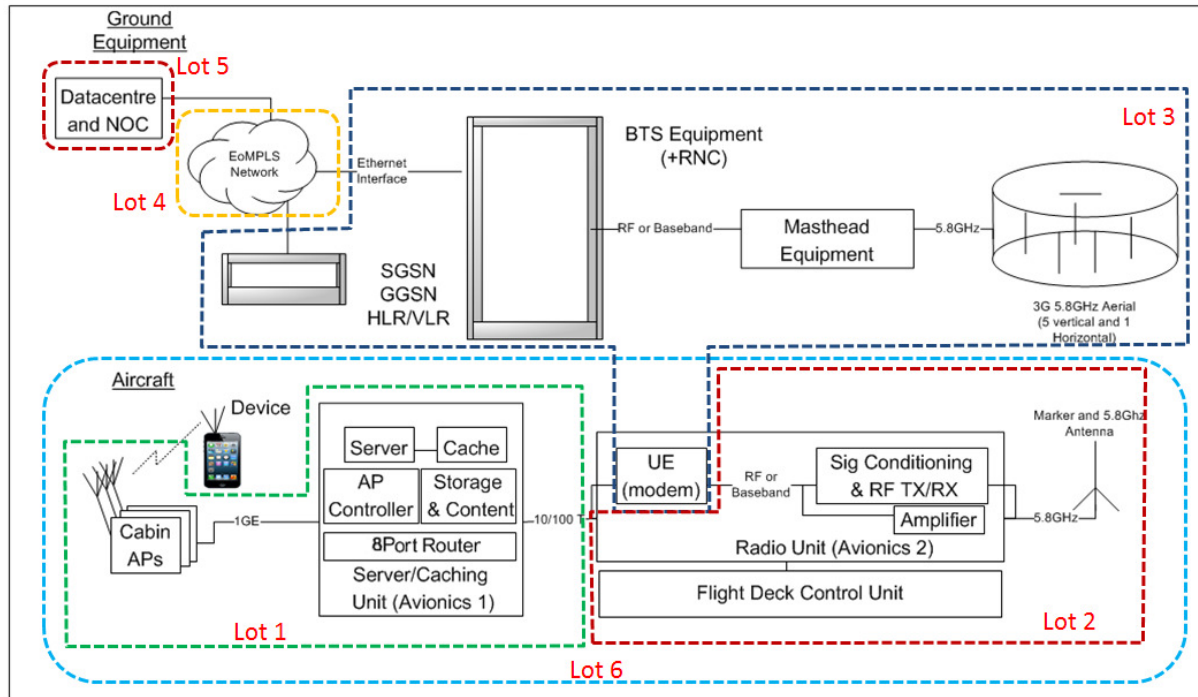 Ground
Equipment
Lot 5
Datacentre
and NOC
Lot 3
EoMPLS
Network
Lot 4
Ethernet
Interface
BTS Equipment
(+RNC)
RF or Baseband
Masthead
Equipment
5.8GHz
SGSN
GGSN
HLR/VLR
3G 5.8GHz Aerial
(5 vertical and 1
Horizontal)
Aircraft
Device
Cabin
APs
1GE
Server
Cache
AP
Controller
Storage
& Content
8Port Router
Server/Caching
Unit (Avionics 1)
10/100 T
Lot 1
UE
(modem)
RF or
Baseband
Sig Conditioning
& RF TX/RX
Amplifier
Radio Unit (Avionics 2)
5.8GHz
Marker and 5.8Ghz
Antenna
Flight Deck Control Unit
Lot 2
Lot 6